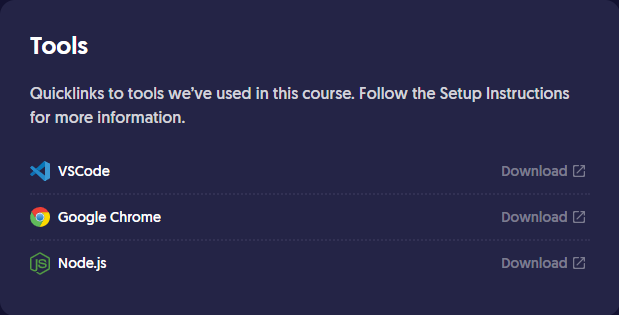 Tools
Quicklinks to tools we've used in this course. Follow the Setup Instructions
for more information.
VSCode Download
Google Chrome Download
JS Node.js Download